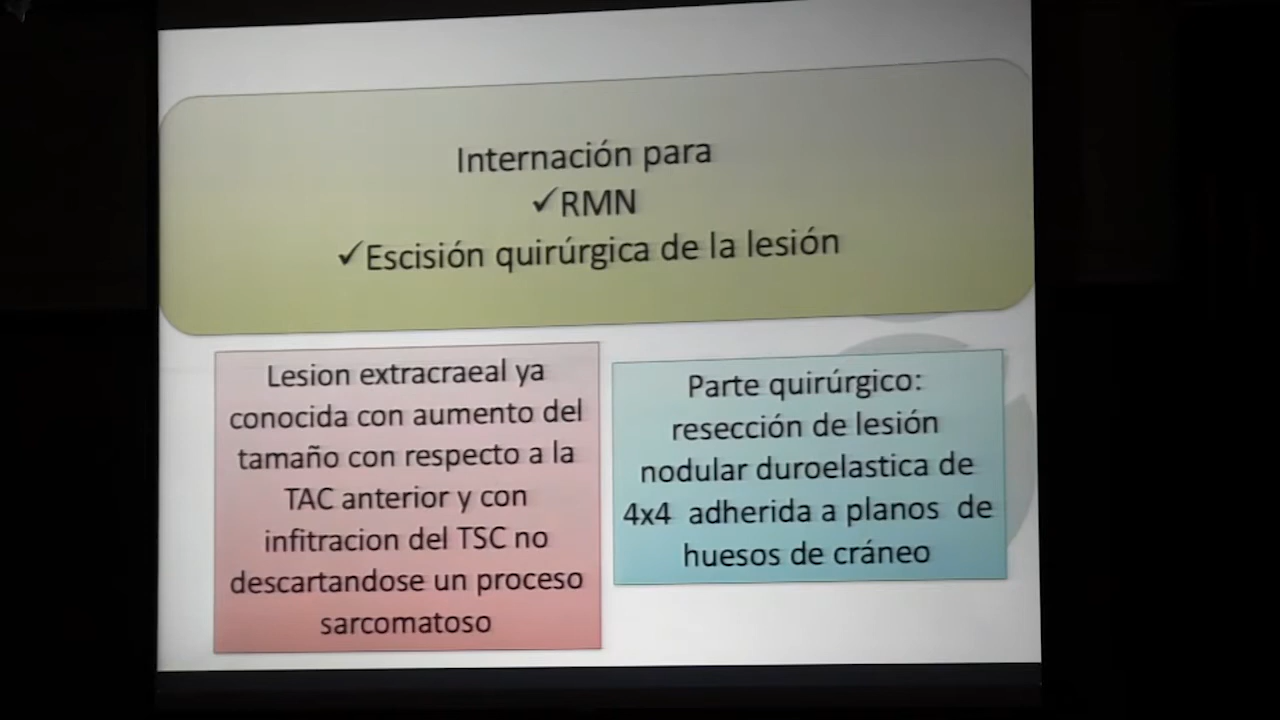 Internación para
✓RMN
✓Escisión quirúrgica de la lesión
Lesion extracraeal ya
conocida con aumento del
tamaño con respecto a la
TAC anterior y con
infitracion del TSC no
descartandose un proceso
sarcomatoso
Parte quirúrgico:
resección de lesión
nodular duroelastica de
4x4 adherida a planos de
huesos de cráneo